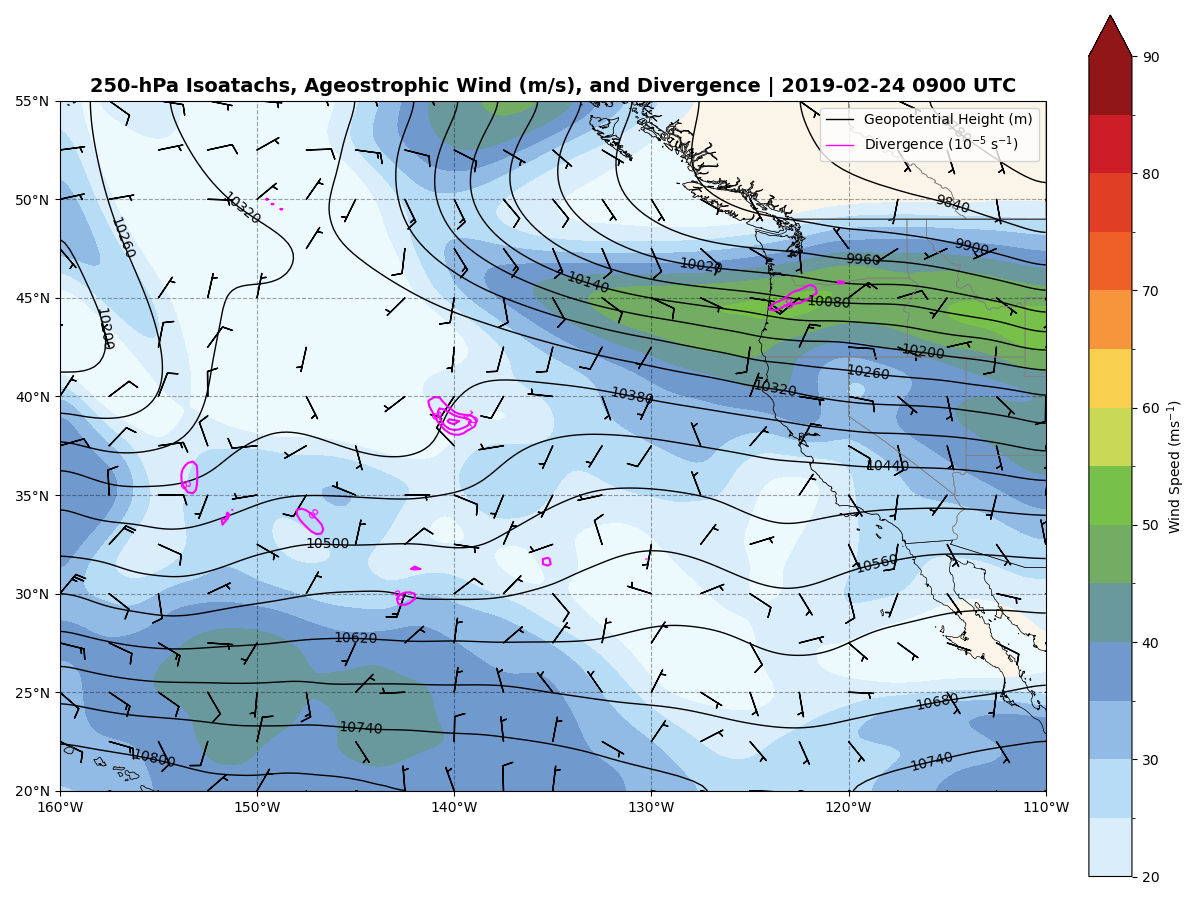 250-hPa Isoatachs, Ageostrophic Wind (m/s), and Divergence | 2019-02-24 0900 UTC
Geopotential Height (m)
Divergence (10⁻⁵ s⁻¹)
55°N
50°N
45°N
40°N
35°N
30°N
25°N
20°N
160°W
150°W
140°W
130°W
120°W
110°W
10320
9840
10260
9900
10020
9960
10140
10080
10200
10200
10260
10320
10380
10440
10500
10560
10620
10680
10740
10740
10800
90
80
70
60
50
40
30
20
Wind Speed (ms⁻¹)